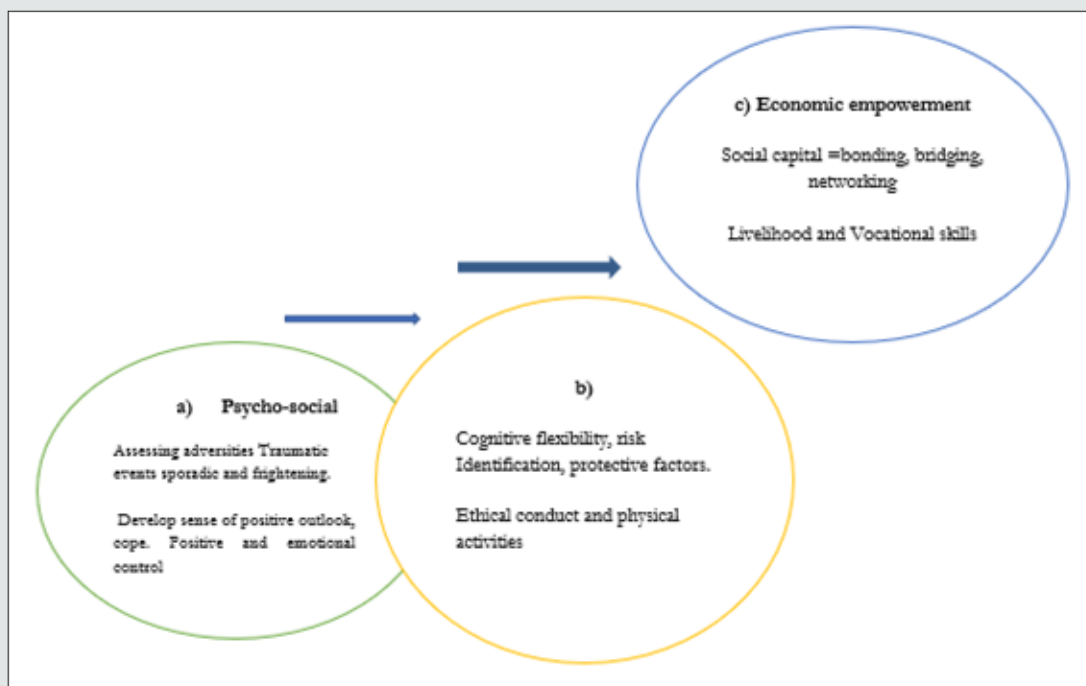 c) Economic empowerment
Social capital =bonding, bridging,
networking
Livelihood and Vocational skills
a) Psycho-social
Assessing adversities Traumatic
events sporadic and frightening.
Develop sense of positive outlook,
cope. Positive and emotional
control
b)
Cognitive flexibility, risk
Identification, protective factors.
Ethical conduct and physical
activities